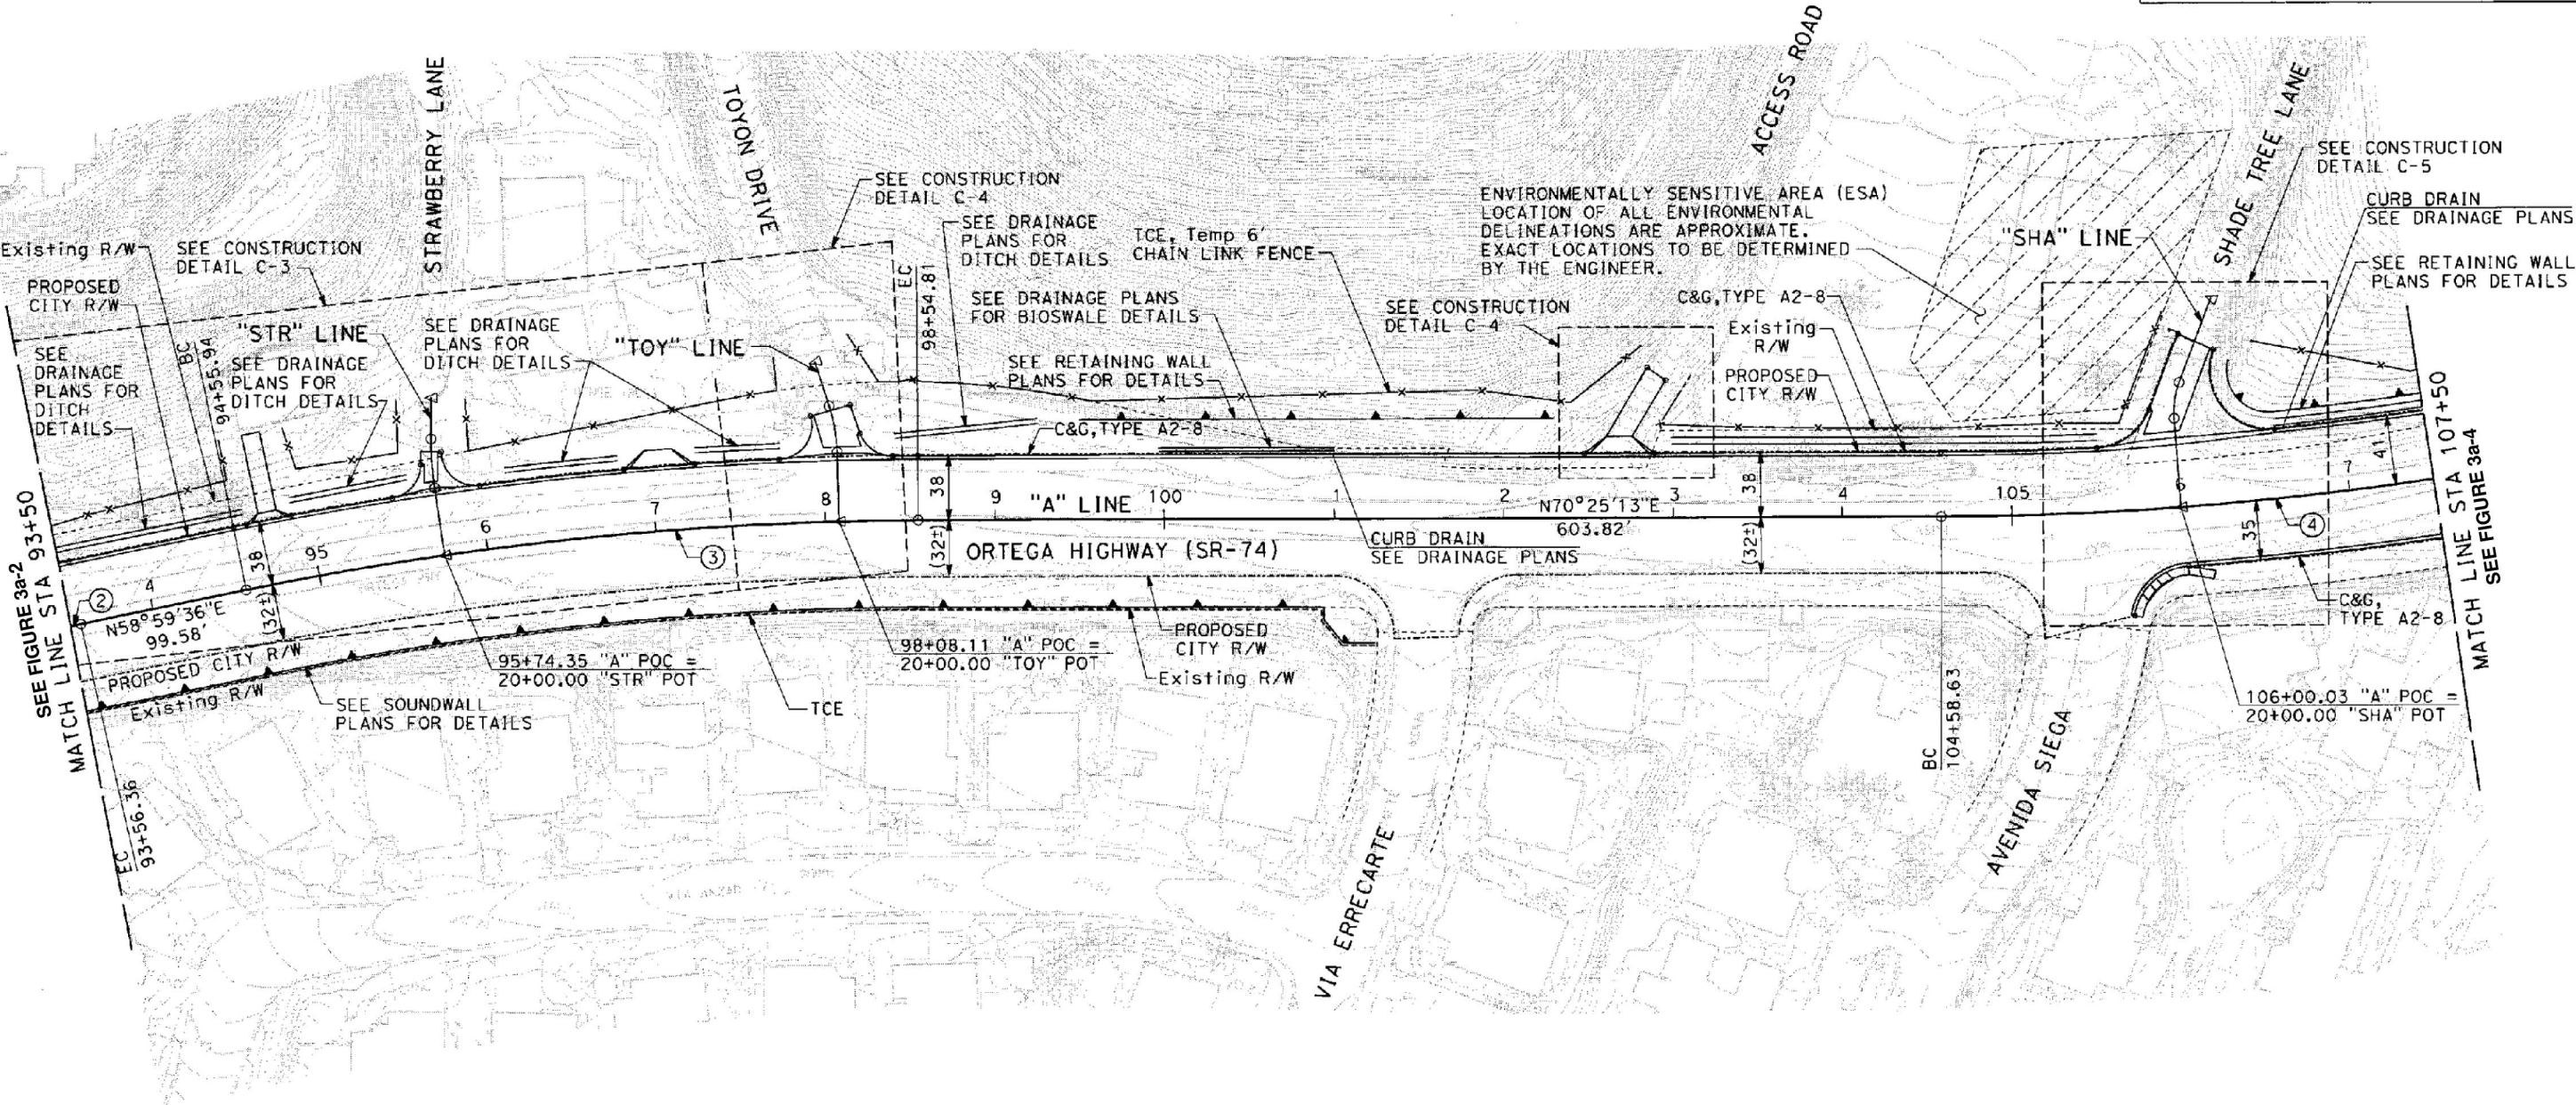 STRAWBERRY LANE
TOYON DRIVE
ACCESS ROAD
SHADE TREE LANE
SEE CONSTRUCTION
DETAIL C-5
CURB DRAIN
SEE DRAINAGE PLANS
SEE RETAINING WALL
PLANS FOR DETAILS
"SHA" LINE
ENVIRONMENTALLY SENSITIVE AREA (ESA)
LOCATION OF ALL ENVIRONMENTAL
DELINEATIONS ARE APPROXIMATE.
EXACT LOCATIONS TO BE DETERMINED
BY THE ENGINEER.
SEE CONSTRUCTION
DETAIL C-4
SEE DRAINAGE
PLANS FOR
DITCH DETAILS
TCE, Temp 6'
CHAIN LINK FENCE
SEE DRAINAGE PLANS
FOR BIOSWALE DETAILS
SEE RETAINING WALL
PLANS FOR DETAILS
C&G, TYPE A2-8
EC
98+54.81
SEE CONSTRUCTION
DETAIL C-4
C&G, TYPE A2-8
Existing
R/W
PROPOSED
CITY R/W
Existing R/W
SEE CONSTRUCTION
DETAIL C-3
PROPOSED
CITY R/W
"STR" LINE
SEE DRAINAGE
PLANS FOR
DITCH DETAILS
"TOY" LINE
SEE
DRAINAGE
PLANS FOR
DITCH
DETAILS
BC
94+55.94
SEE DRAINAGE
PLANS FOR
DITCH DETAILS
SEE FIGURE 3a-2
MATCH LINE STA 93+50
2
4
N58°59'36"E
99.58'
38
(32±)
95
6
7
3
8
38
(32±)
9
"A" LINE
100
1
2
N70°25'13"E
603.82'
3
38
(32±)
4
105
6
7
41
35
4
MATCH LINE STA 107+50
SEE FIGURE 3a-4
ORTEGA HIGHWAY (SR-74)
CURB DRAIN
SEE DRAINAGE PLANS
PROPOSED CITY R/W
Existing R/W
SEE SOUNDWALL
PLANS FOR DETAILS
95+74.35 "A" POC =
20+00.00 "STR" POT
TCE
98+08.11 "A" POC =
20+00.00 "TOY" POT
PROPOSED
CITY R/W
Existing R/W
C&G,
TYPE A2-8
106+00.03 "A" POC =
20+00.00 "SHA" POT
BC
104+58.63
EC
93+56.36
VIA ERRECARTE
AVENIDA SIEGA